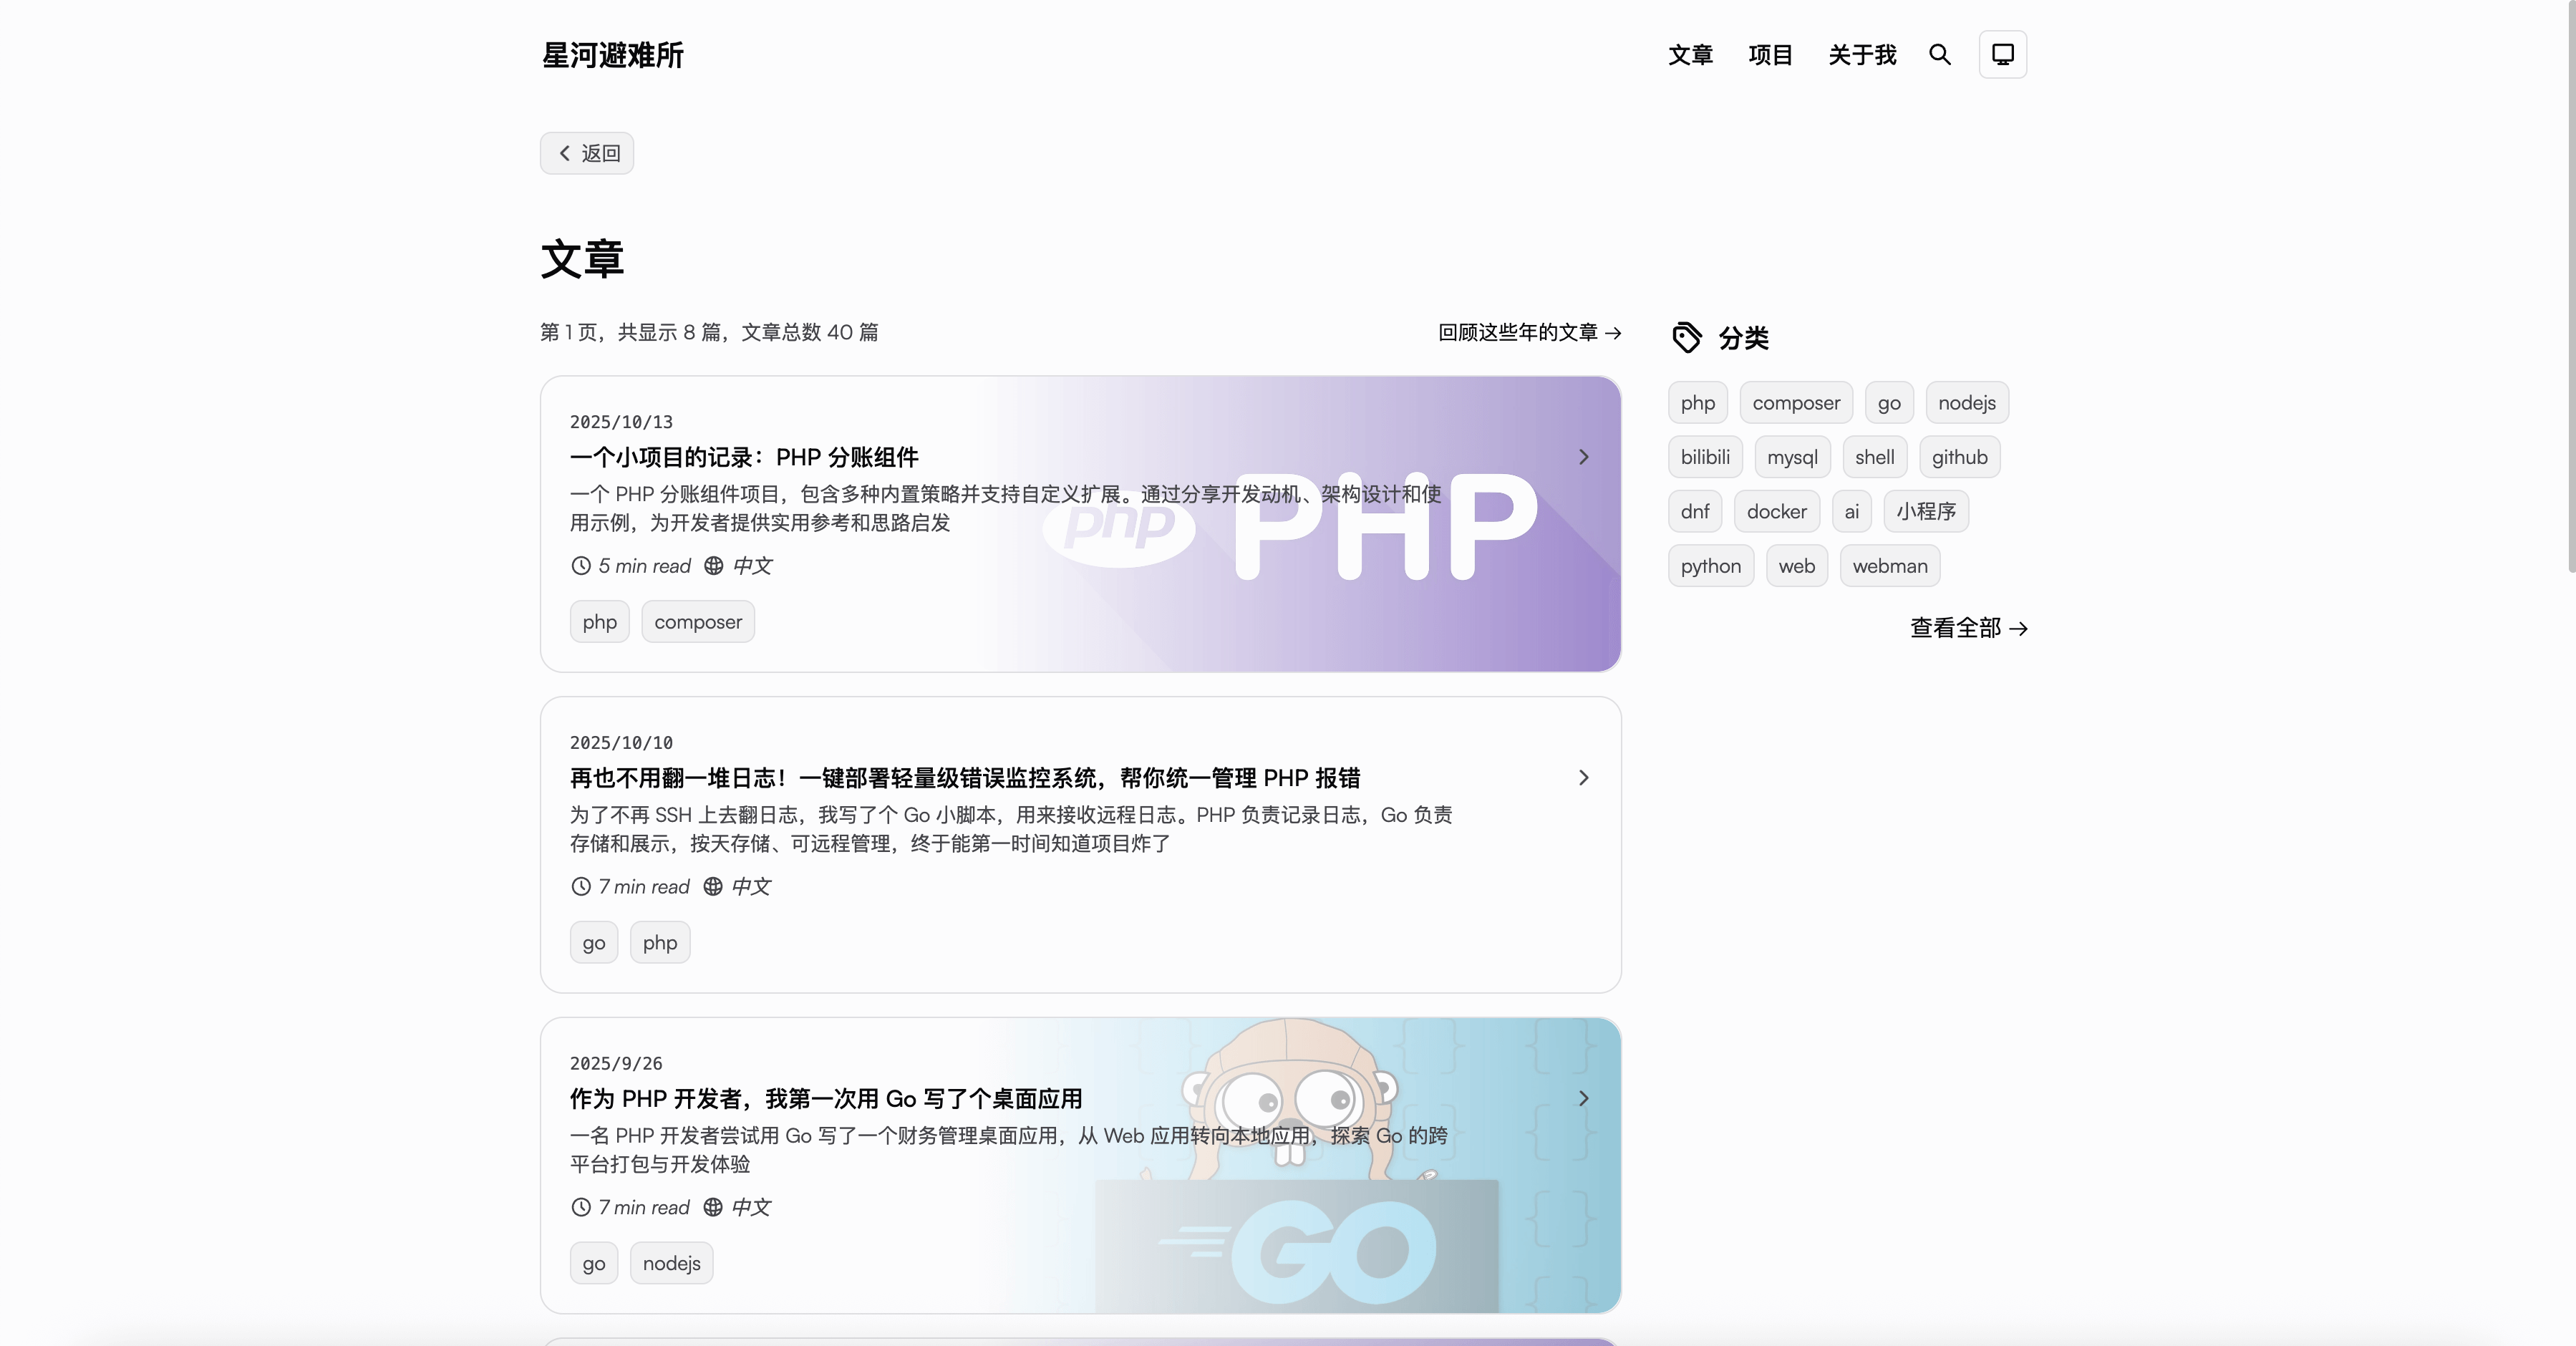 星河避难所
文章 项目 关于我
返回
文章
第 1 页，共显示 8 篇，文章总数 40 篇
回顾这些年的文章 →
2025/10/13
一个小项目的记录：PHP 分账组件
一个 PHP 分账组件项目，包含多种内置策略并支持自定义扩展。通过分享开发动机、架构设计和使
用示例，为开发者提供实用参考和思路启发
5 min read 中文
php composer
php PHP
2025/10/10
再也不用翻一堆日志！一键部署轻量级错误监控系统，帮你统一管理 PHP 报错
为了不再 SSH 上去翻日志，我写了个 Go 小脚本，用来接收远程日志。PHP 负责记录日志，Go 负责
存储和展示，按天存储、可远程管理，终于能第一时间知道项目炸了
7 min read 中文
go php
2025/9/26
作为 PHP 开发者，我第一次用 Go 写了个桌面应用
一名 PHP 开发者尝试用 Go 写了一个财务管理桌面应用，从 Web 应用转向本地应用，探索 Go 的跨
平台打包与开发体验
7 min read 中文
go nodejs
GO
分类
php composer go nodejs
bilibili mysql shell github
dnf docker ai 小程序
python web webman
查看全部 →